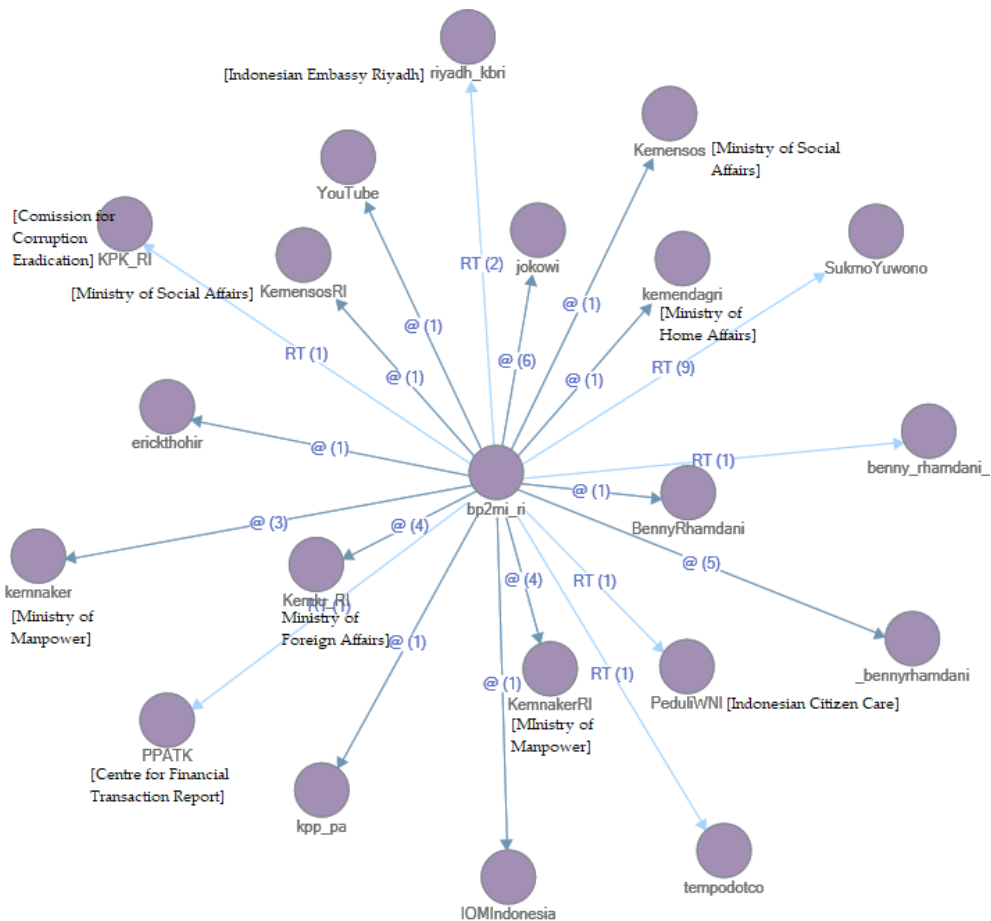 [Indonesian Embassy Riyadh] riyadh_kbri
Kemensos [Ministry of Social
Affairs]
YouTube
[Comission for
Corruption
Eradication] KPK_RI
SukmoYuwono
jokowi
RT (2)
kemendagri
[Ministry of
Home Affairs]
[Ministry of Social Affairs] KemensosRI
@ (1)
@ (1)
RT (1)
@ (6)
RT (9)
@ (1)
@ (1)
erickthohir
@ (1)
RT (1)
benny_rhamdani_
@ (1)
bp2mi_ri
BennyRhamdani
@ (3)
@ (4)
@ (5)
@ (4)
RT (1)
kemnaker
[Ministry of
Manpower]
Kemlu_RI
RT (1)
Ministry of
Foreign Affairs]
@ (1)
RT (1)
_bennyrhamdani
@ (1)
KemnakerRI
[MInistry of
Manpower]
PeduliWNI [Indonesian Citizen Care]
PPATK
[Centre for Financial
Transaction Report]
kpp_pa
tempodotco
IOMIndonesia